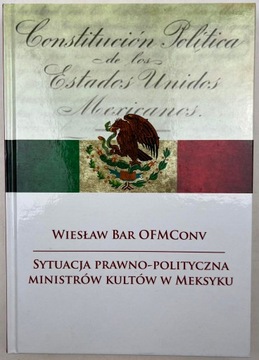 Constitución Política
de los
Estados Unidos
Mexicanos.
Wiesław Bar OFMConv
Sytuacja prawno-polityczna
ministrów kultów w Meksyku